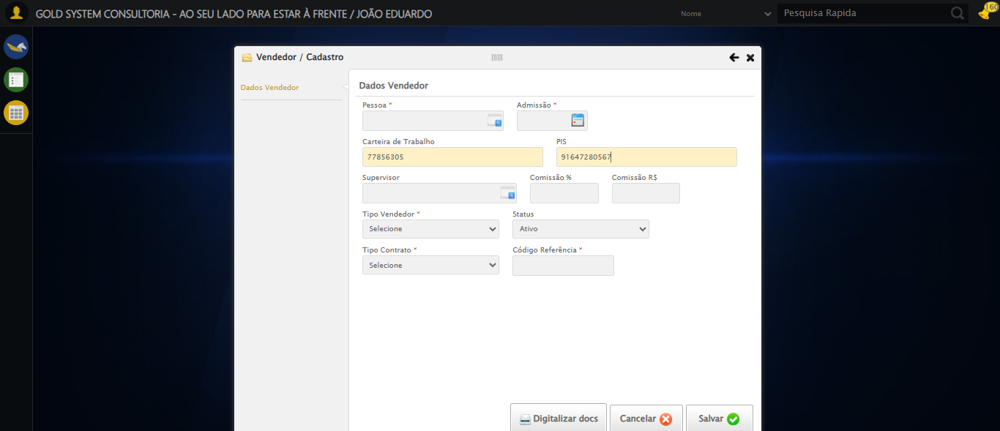 GOLD SYSTEM CONSULTORIA - AO SEU LADO PARA ESTAR À FRENTE / JOÃO EDUARDO
Nome
Pesquisa Rapida
160
Vendedor / Cadastro
Dados Vendedor
Dados Vendedor
Pessoa * Admissão *
Carteira de Trabalho PIS
77856305 91647280567
Supervisor Comissão % Comissão R$
Tipo Vendedor * Status
Selecione Ativo
Tipo Contrato * Código Referência *
Selecione
Digitalizar docs Cancelar Salvar